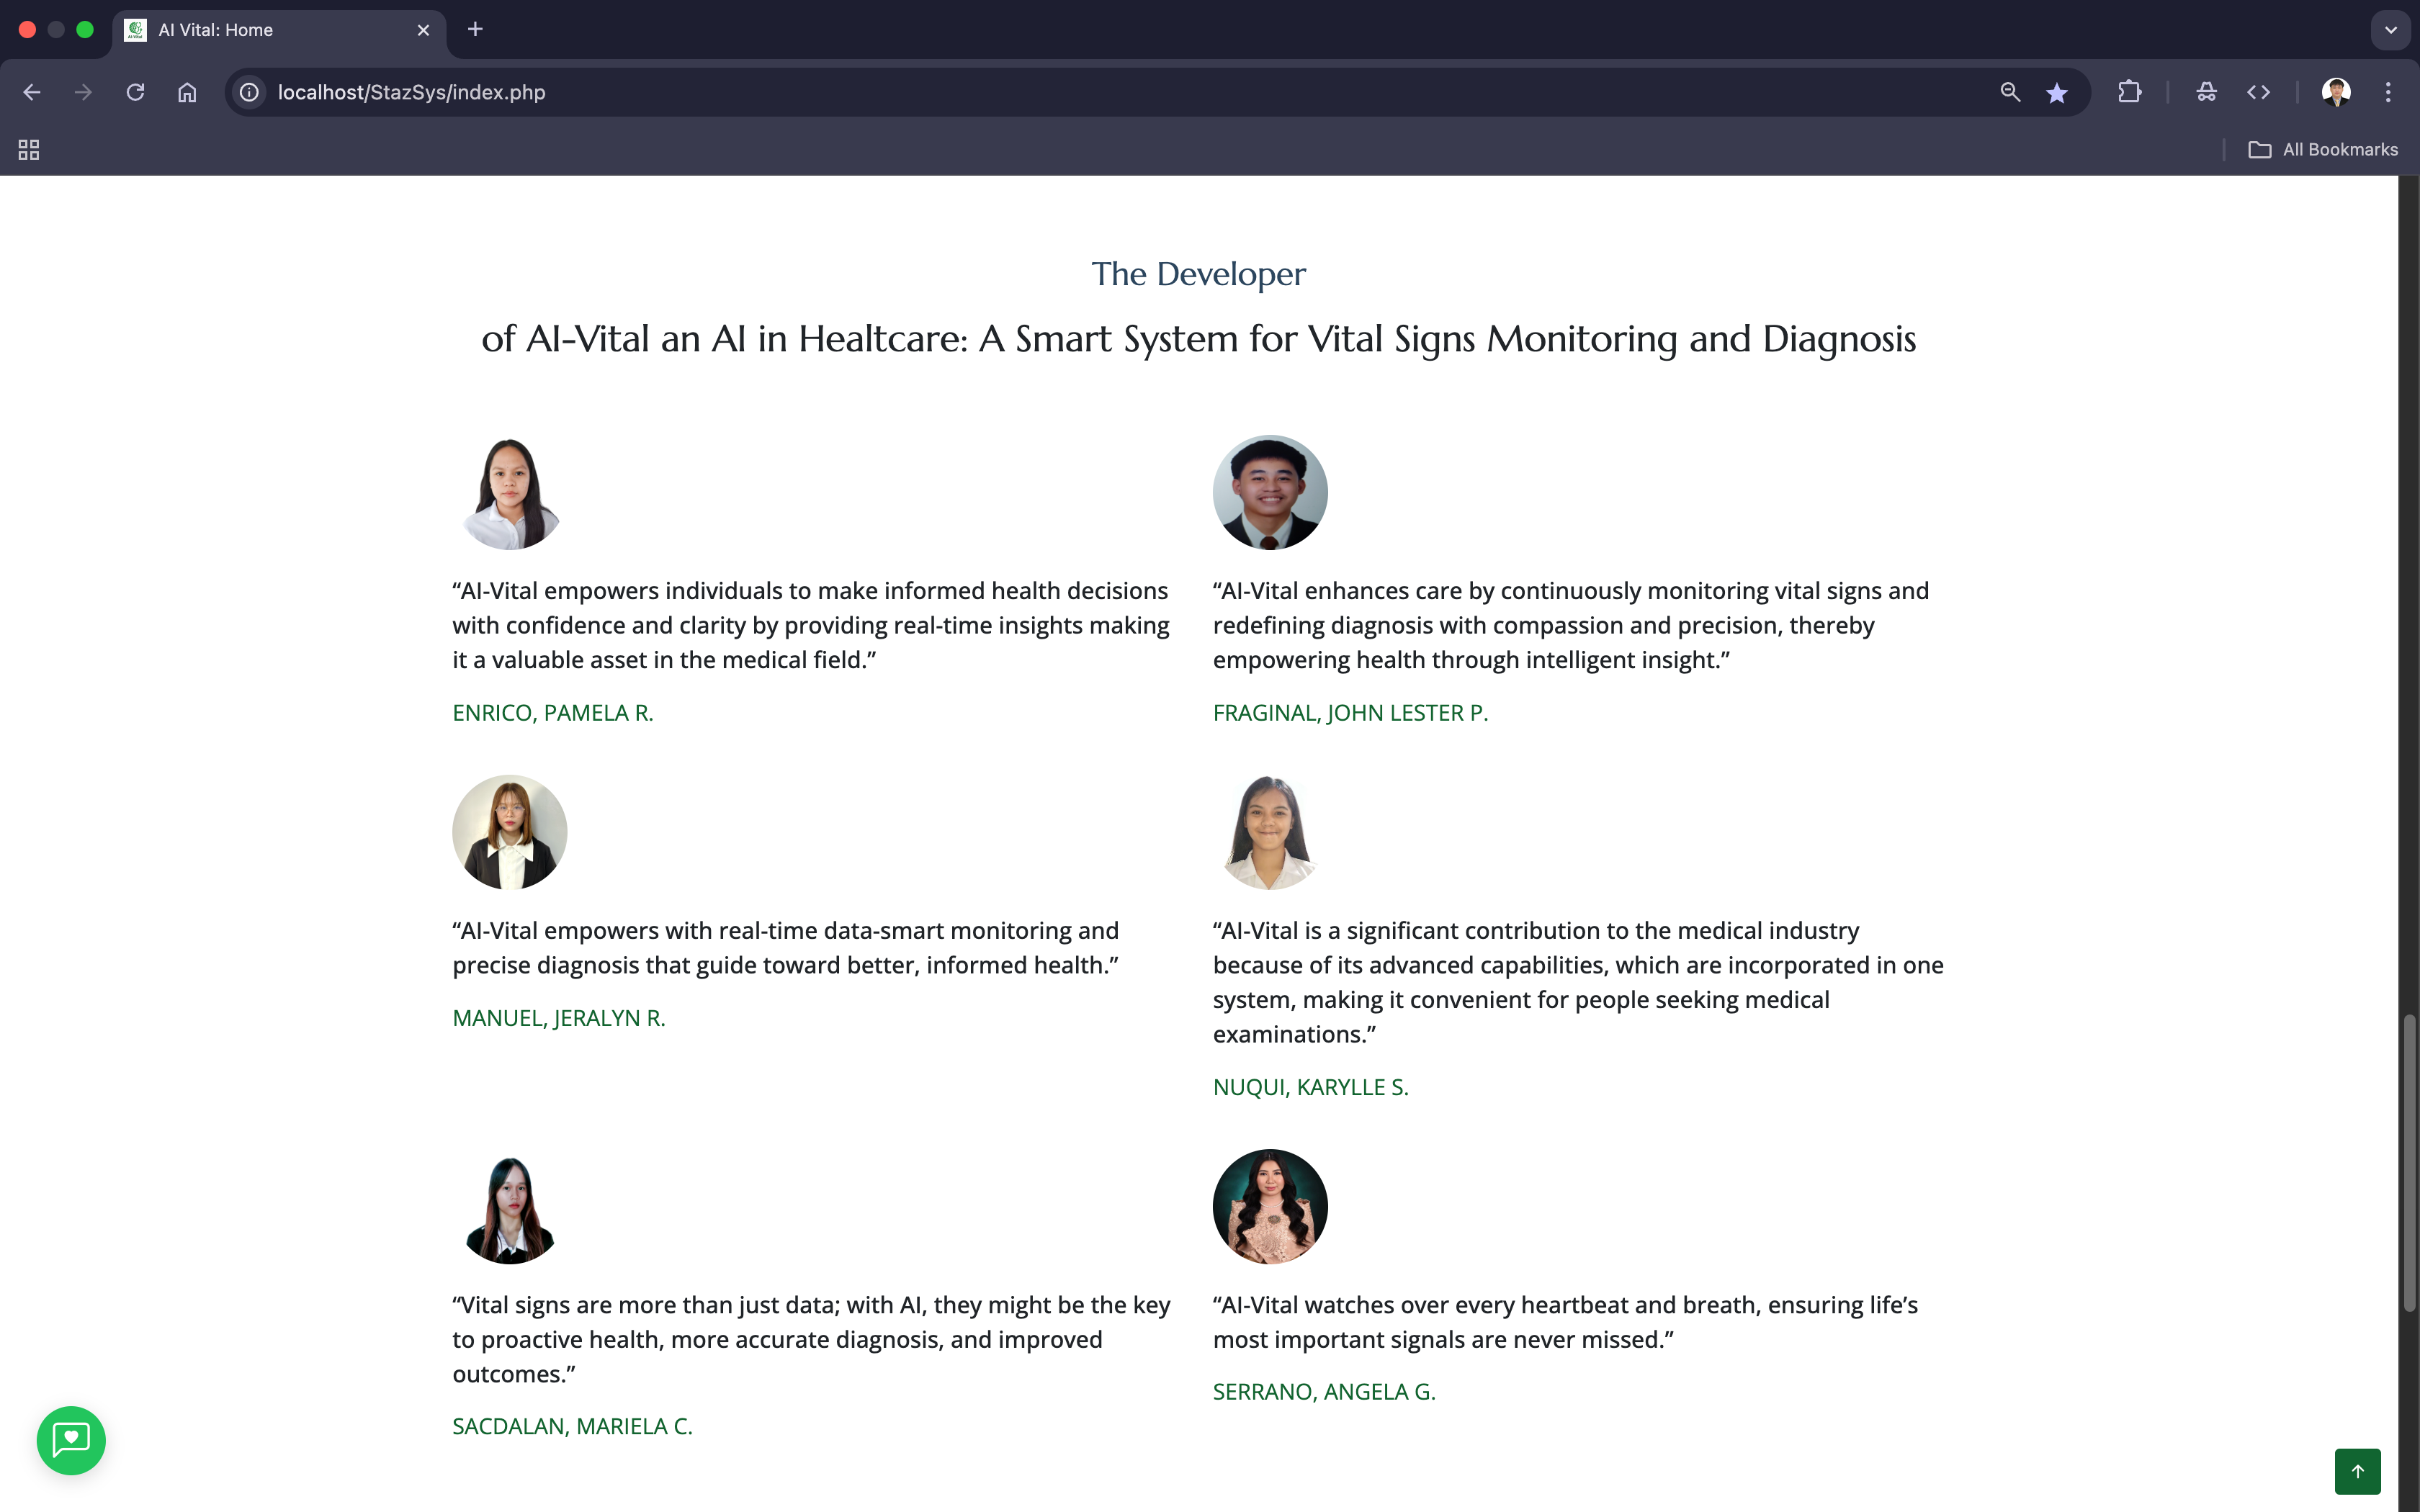 AI Vital: Home
localhost/StazSys/index.php
All Bookmarks
The Developer
of AI-Vital an AI in Healtcare: A Smart System for Vital Signs Monitoring and Diagnosis
“AI-Vital empowers individuals to make informed health decisions
with confidence and clarity by providing real-time insights making
it a valuable asset in the medical field.”
ENRICO, PAMELA R.
“AI-Vital enhances care by continuously monitoring vital signs and
redefining diagnosis with compassion and precision, thereby
empowering health through intelligent insight.”
FRAGINAL, JOHN LESTER P.
“AI-Vital empowers with real-time data-smart monitoring and
precise diagnosis that guide toward better, informed health.”
MANUEL, JERALYN R.
“AI-Vital is a significant contribution to the medical industry
because of its advanced capabilities, which are incorporated in one
system, making it convenient for people seeking medical
examinations.”
NUQUI, KARYLLE S.
“Vital signs are more than just data; with AI, they might be the key
to proactive health, more accurate diagnosis, and improved
outcomes.”
SACDALAN, MARIELA C.
“AI-Vital watches over every heartbeat and breath, ensuring life’s
most important signals are never missed.”
SERRANO, ANGELA G.